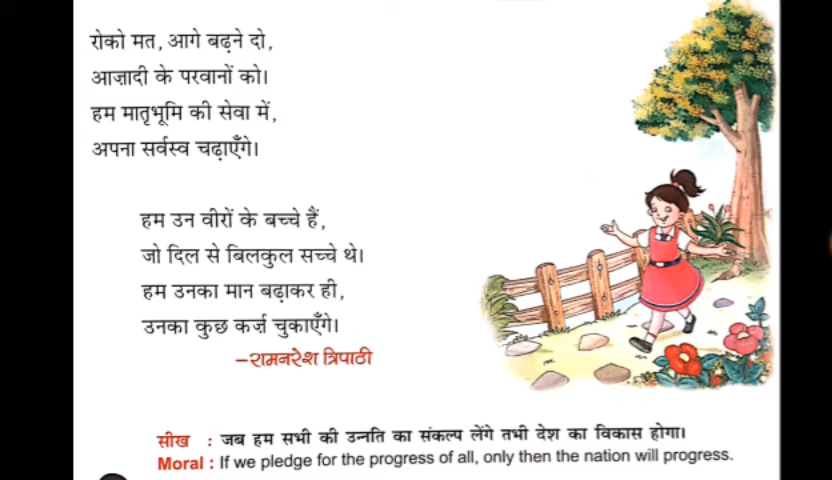 रोको मत, आगे बढ़ने दो,
आज़ादी के परवानों को।
हम मातृभूमि की सेवा में,
अपना सर्वस्व चढ़ाएँगे।
हम उन वीरों के बच्चे हैं,
जो दिल से बिलकुल सच्चे थे।
हम उनका मान बढ़ाकर ही,
उनका कुछ कर्ज़ चुकाएँगे।
–रामनरेश त्रिपाठी
सीख : जब हम सभी की उन्नति का संकल्प लेंगे तभी देश का विकास होगा।
Moral : If we pledge for the progress of all, only then the nation will progress.